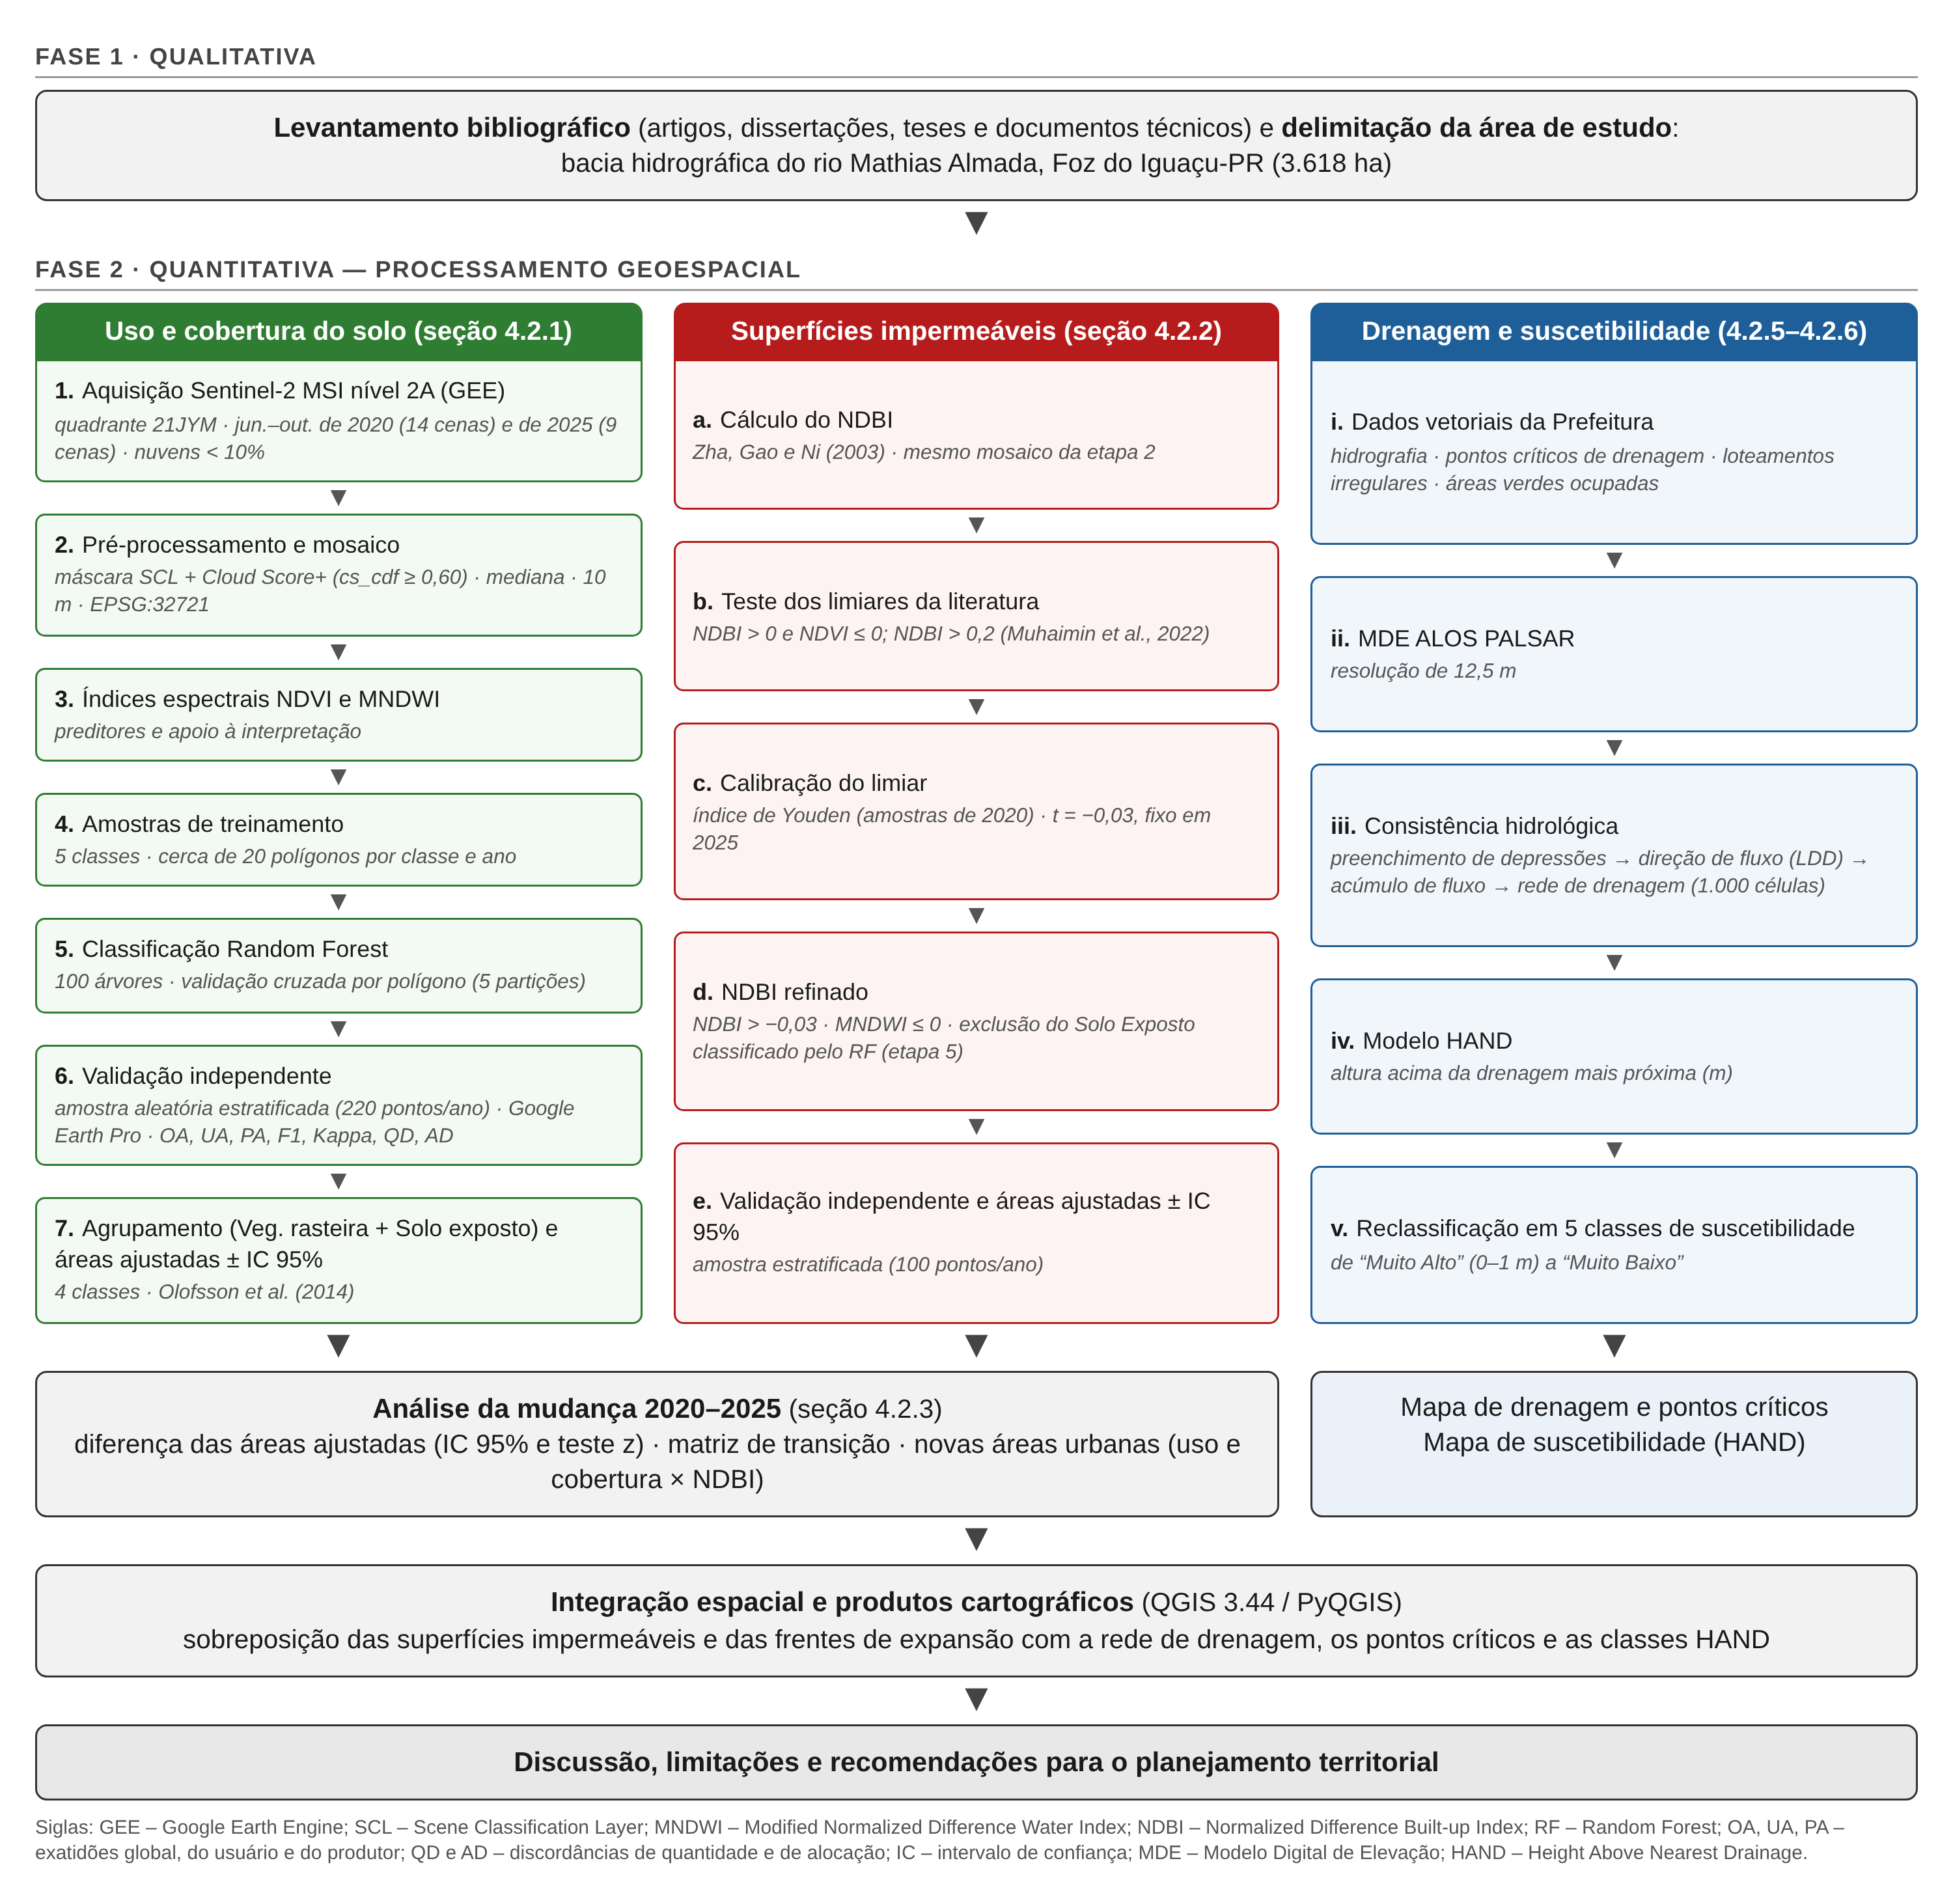 FASE 1 · QUALITATIVA
Levantamento bibliográfico (artigos, dissertações, teses e documentos técnicos) e delimitação da área de estudo:
bacia hidrográfica do rio Mathias Almada, Foz do Iguaçu-PR (3.618 ha)
▼
FASE 2 · QUANTITATIVA — PROCESSAMENTO GEOESPACIAL
Uso e cobertura do solo (seção 4.2.1)
1. Aquisição Sentinel-2 MSI nível 2A (GEE)
quadrante 21JYM · jun.–out. de 2020 (14 cenas) e de 2025 (9
cenas) · nuvens < 10%
▼
2. Pré-processamento e mosaico
máscara SCL + Cloud Score+ (cs_cdf ≥ 0,60) · mediana · 10
m · EPSG:32721
▼
3. Índices espectrais NDVI e MNDWI
preditores e apoio à interpretação
▼
4. Amostras de treinamento
5 classes · cerca de 20 polígonos por classe e ano
▼
5. Classificação Random Forest
100 árvores · validação cruzada por polígono (5 partições)
▼
6. Validação independente
amostra aleatória estratificada (220 pontos/ano) · Google
Earth Pro · OA, UA, PA, F1, Kappa, QD, AD
▼
7. Agrupamento (Veg. rasteira + Solo exposto) e
áreas ajustadas ± IC 95%
4 classes · Olofsson et al. (2014)
▼
Superfícies impermeáveis (seção 4.2.2)
a. Cálculo do NDBI
Zha, Gao e Ni (2003) · mesmo mosaico da etapa 2
▼
b. Teste dos limiares da literatura
NDBI > 0 e NDVI ≤ 0; NDBI > 0,2 (Muhaimin et al., 2022)
▼
c. Calibração do limiar
índice de Youden (amostras de 2020) · t = −0,03, fixo em
2025
▼
d. NDBI refinado
NDBI > −0,03 · MNDWI ≤ 0 · exclusão do Solo Exposto
classificado pelo RF (etapa 5)
▼
e. Validação independente e áreas ajustadas ± IC
95%
amostra estratificada (100 pontos/ano)
▼
Drenagem e suscetibilidade (4.2.5–4.2.6)
i. Dados vetoriais da Prefeitura
hidrografia · pontos críticos de drenagem · loteamentos
irregulares · áreas verdes ocupadas
▼
ii. MDE ALOS PALSAR
resolução de 12,5 m
▼
iii. Consistência hidrológica
preenchimento de depressões → direção de fluxo (LDD) →
acúmulo de fluxo → rede de drenagem (1.000 células)
▼
iv. Modelo HAND
altura acima da drenagem mais próxima (m)
▼
v. Reclassificação em 5 classes de suscetibilidade
de “Muito Alto” (0–1 m) a “Muito Baixo”
▼
Análise da mudança 2020–2025 (seção 4.2.3)
diferença das áreas ajustadas (IC 95% e teste z) · matriz de transição · novas áreas urbanas (uso e
cobertura × NDBI)
Mapa de drenagem e pontos críticos
Mapa de suscetibilidade (HAND)
▼
Integração espacial e produtos cartográficos (QGIS 3.44 / PyQGIS)
sobreposição das superfícies impermeáveis e das frentes de expansão com a rede de drenagem, os pontos críticos e as classes HAND
▼
Discussão, limitações e recomendações para o planejamento territorial
Siglas: GEE – Google Earth Engine; SCL – Scene Classification Layer; MNDWI – Modified Normalized Difference Water Index; NDBI – Normalized Difference Built-up Index; RF – Random Forest; OA, UA, PA –
exatidões global, do usuário e do produtor; QD e AD – discordâncias de quantidade e de alocação; IC – intervalo de confiança; MDE – Modelo Digital de Elevação; HAND – Height Above Nearest Drainage.